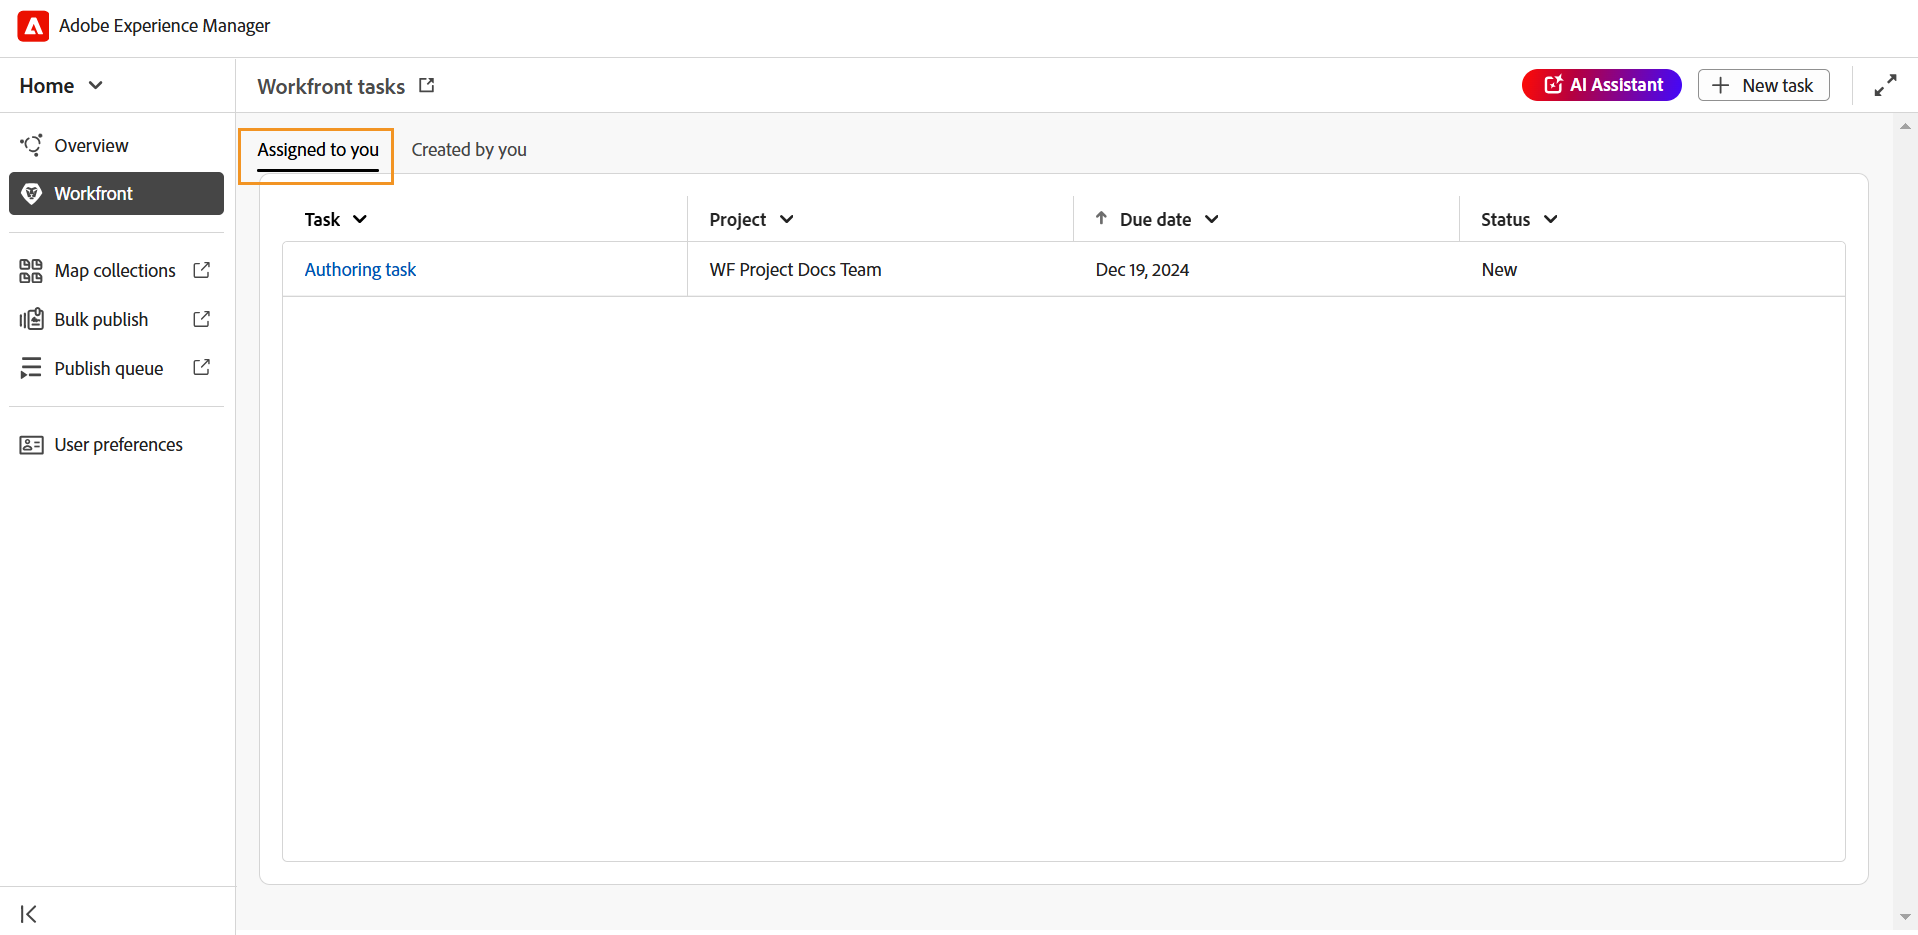 Adobe Experience Manager
Home
Workfront tasks
AI Assistant
New task
Overview
Workfront
Map collections
Bulk publish
Publish queue
User preferences
Assigned to you
Created by you
Task
Project
Due date
Status
Authoring task
WF Project Docs Team
Dec 19, 2024
New